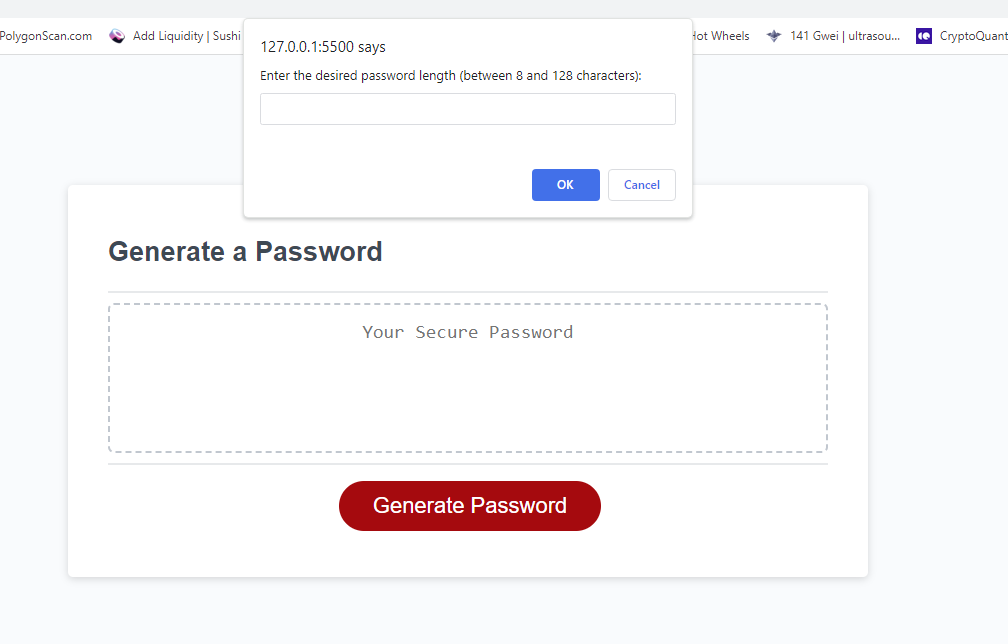 PolygonScan.com Add Liquidity | Sushi Hot Wheels 141 Gwei | ultrasou... CryptoQuant
127.0.0.1:5500 says
Enter the desired password length (between 8 and 128 characters):
OK Cancel
Generate a Password
Your Secure Password
Generate Password